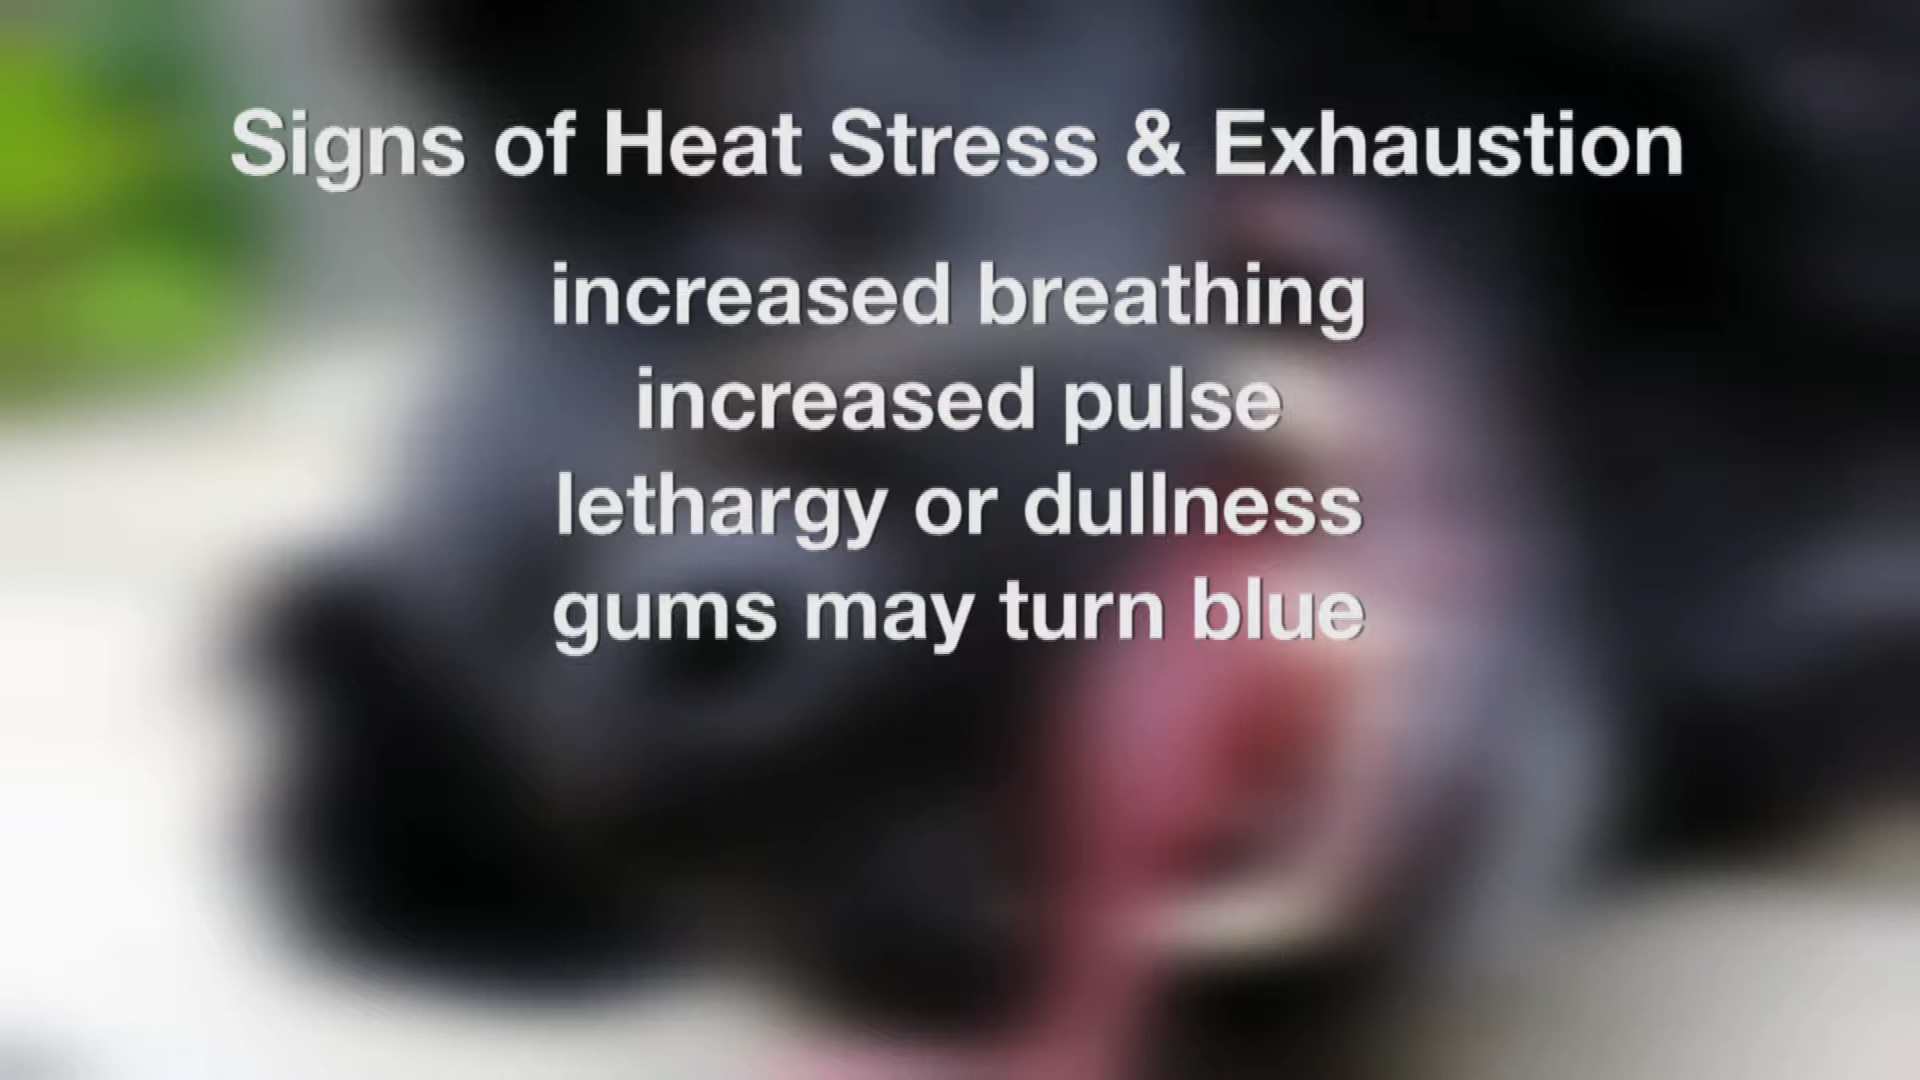 Signs of Heat Stress & Exhaustion
increased breathing
increased pulse
lethargy or dullness
gums may turn blue